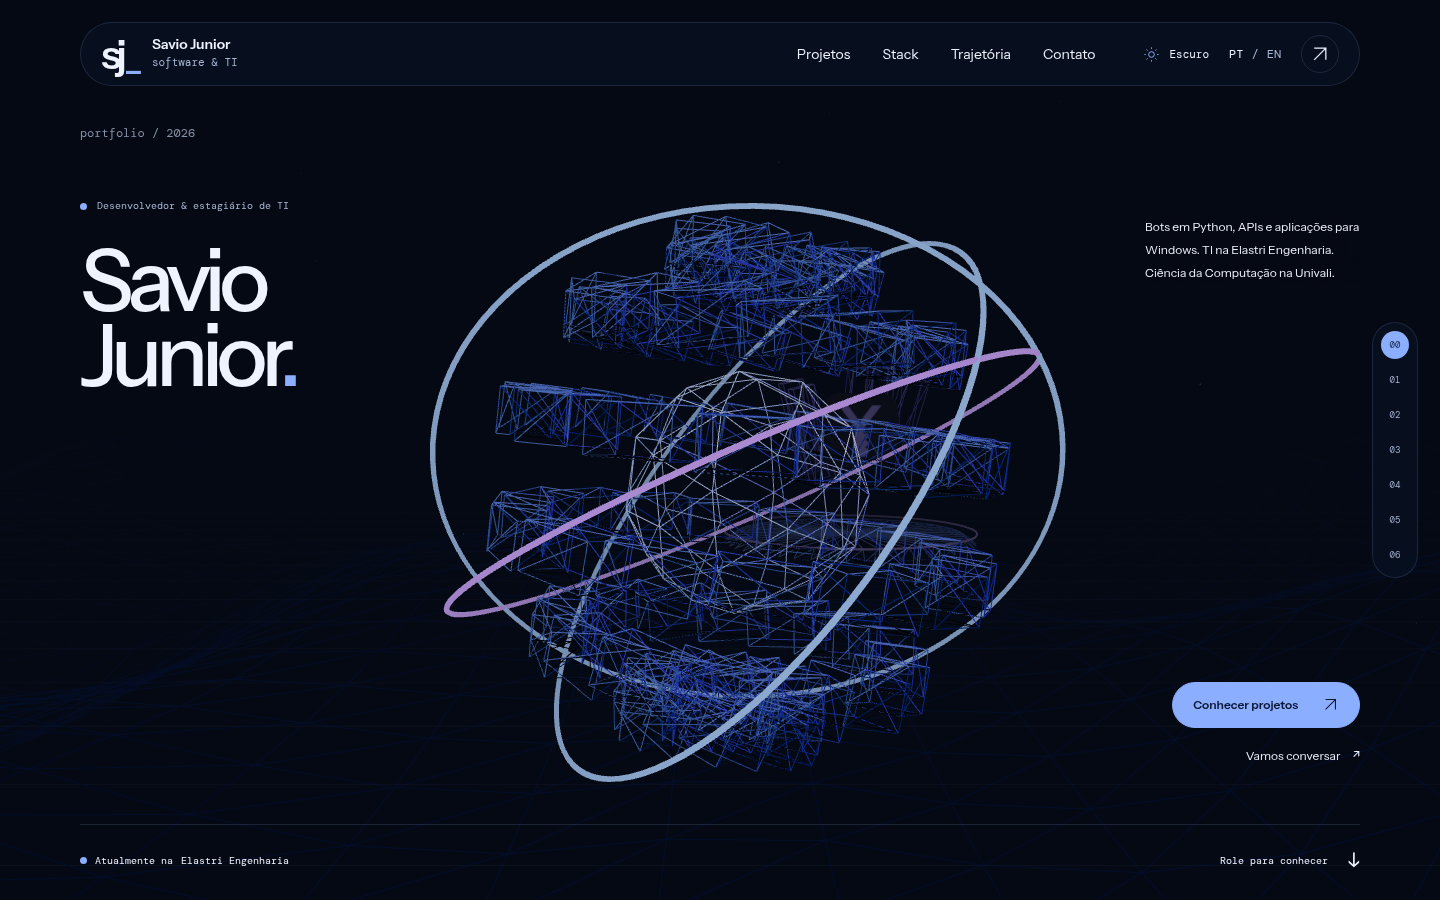 sj_
Savio Junior
software & TI
Projetos
Stack
Trajetória
Contato
Escuro
PT / EN
portfolio / 2026
Desenvolvedor & estagiário de TI
Savio
Junior.
Bots em Python, APIs e aplicações para
Windows. TI na Elastri Engenharia.
Ciência da Computação na Univali.
00
01
02
03
04
05
06
Conhecer projetos
Vamos conversar
Atualmente na Elastri Engenharia
Role para conhecer